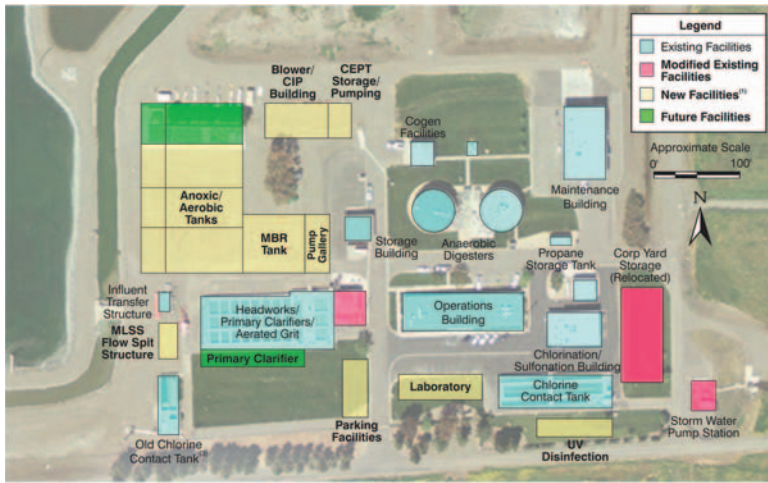 Legend
Existing Facilities
Modified Existing
Facilities
New Facilities(1)
Future Facilities
Approximate Scale
0'
100'
N
Blower/
CIP
Building
CEPT
Storage/
Pumping
Cogen
Facilities
Maintenance
Building
Anoxic/
Aerobic
Tanks
MBR
Tank
Pump
Gallery
Storage
Building
Anaerobic
Digesters
Propane
Storage Tank
Corp Yard
Storage
(Relocated)
Influent
Transfer
Structure
MLSS
Flow Spit
Structure
Headworks/
Primary Clarifiers/
Aerated Grit
Primary Clarifier
Operations
Building
Chlorination/
Sulfonation Building
Laboratory
Chlorine
Contact Tank
Parking
Facilities
Old Chlorine
Contact Tank(2)
UV
Disinfection
Storm Water
Pump Station